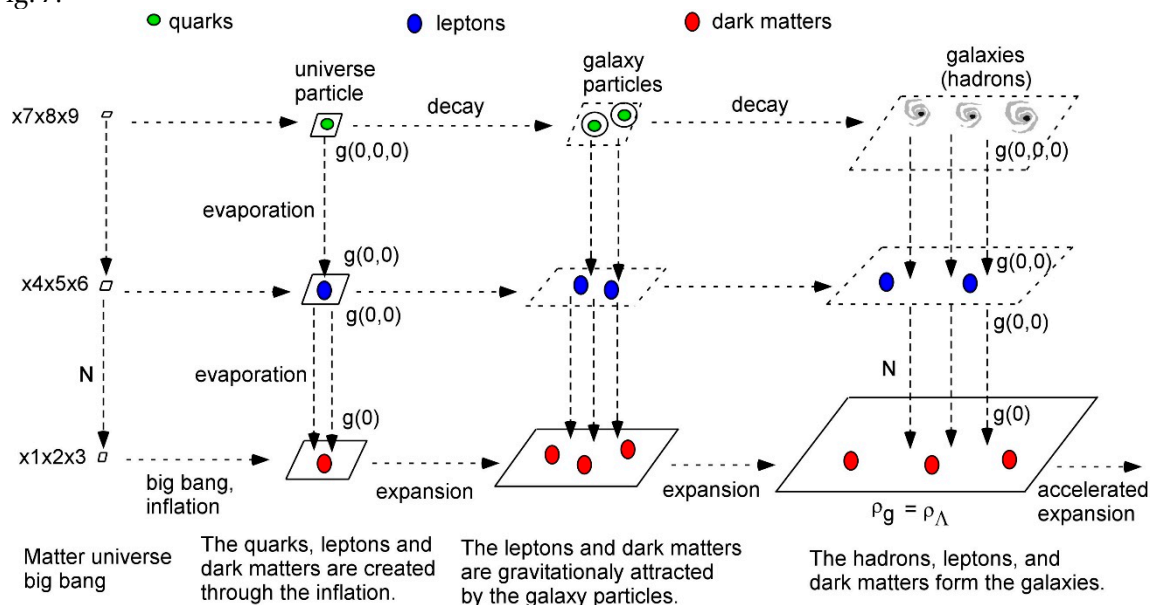 quarks
leptons
dark matters
universe
particle
galaxy
particles
galaxies
(hadrons)
x7x8x9
decay
decay
g(0,0,0)
g(0,0,0)
evaporation
g(0,0)
g(0,0)
x4x5x6
g(0,0)
g(0,0)
N
evaporation
N
g(0)
g(0)
x1x2x3
big bang,
inflation
expansion
expansion
accelerated
expansion
ρg = ρΛ
Matter universe
big bang
The quarks, leptons and
dark matters are created
through the inflation.
The leptons and dark matters
are gravitationaly attracted
by the galaxy particles.
The hadrons, leptons, and
dark matters form the galaxies.